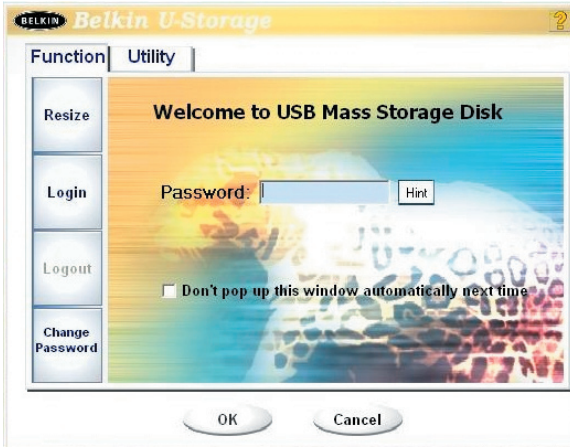 BELKIN Belkin U-Storage ?
Function Utility
Resize
Login
Logout
Change
Password
Welcome to USB Mass Storage Disk
Password: Hint
Don't pop up this window automatically next time
OK Cancel